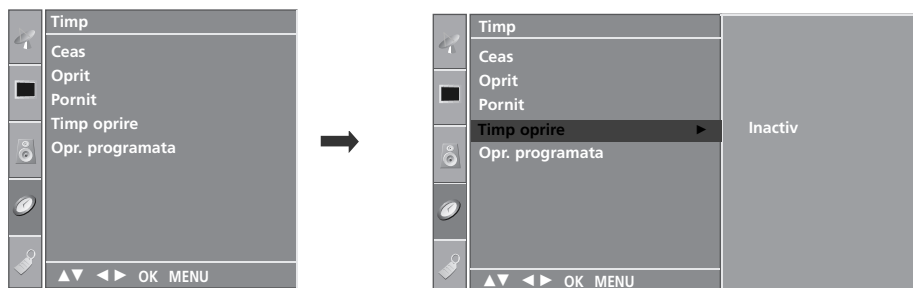 Timp
Ceas
Oprit
Pornit
Timp oprire
Opr. programata
▲▼ ◄► OK MENU
Timp
Ceas
Oprit
Pornit
Timp oprire ►
Inactiv
Opr. programata
▲▼ ◄► OK MENU